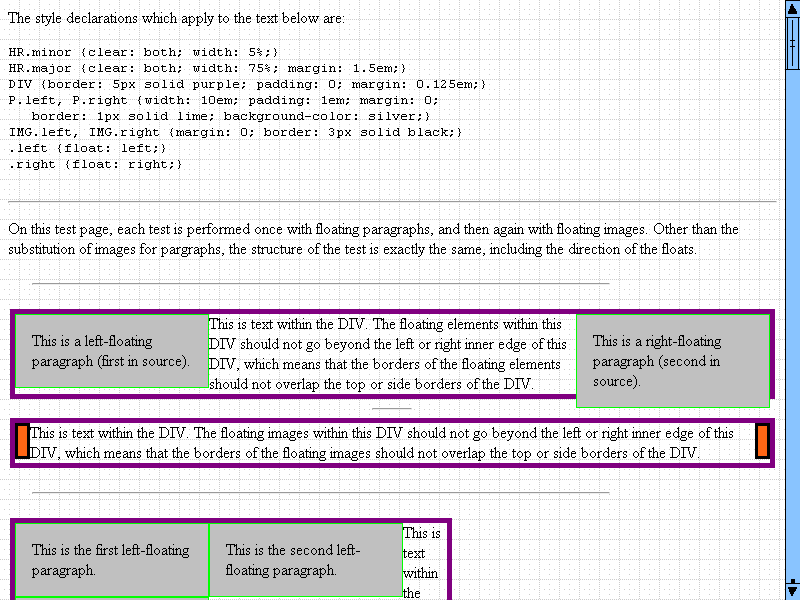 The style declarations which apply to the text below are:
HR.minor {clear: both; width: 5%;}
HR.major {clear: both; width: 75%; margin: 1.5em;}
DIV {border: 5px solid purple; padding: 0; margin: 0.125em;}
P.left, P.right {width: 10em; padding: 1em; margin: 0;
border: 1px solid lime; background-color: silver;}
IMG.left, IMG.right {margin: 0; border: 3px solid black;}
.left {float: left;}
.right {float: right;}
On this test page, each test is performed once with floating paragraphs, and then again with floating images. Other than the
substitution of images for pargraphs, the structure of the test is exactly the same, including the direction of the floats.
This is a left-floating
paragraph (first in source).
This is text within the DIV. The floating elements within this
DIV should not go beyond the left or right inner edge of this
DIV, which means that the borders of the floating elements
should not overlap the top or side borders of the DIV.
This is a right-floating
paragraph (second in
source).
This is text within the DIV. The floating images within this DIV should not go beyond the left or right inner edge of this
DIV, which means that the borders of the floating images should not overlap the top or side borders of the DIV.
This is the first left-floating
paragraph.
This is the second left-
floating paragraph.
This is
text
within
the